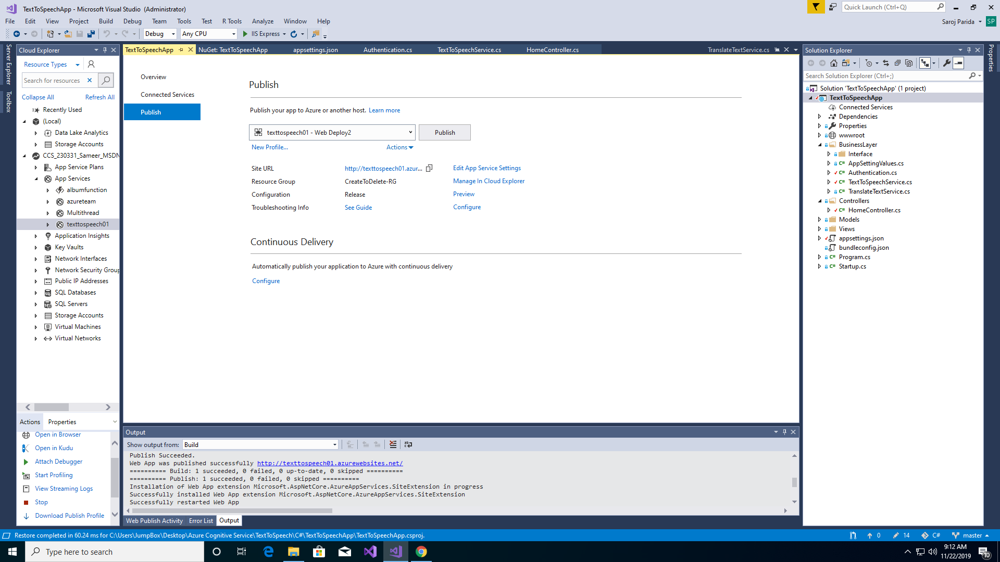 TextToSpeechApp - Microsoft Visual Studio (Administrator)
Quick Launch (Ctrl+Q)
File Edit View Project Build Debug Team Tools Test R Tools Analyze Window Help
Saroj Parida SP
Debug Any CPU IIS Express
Server Explorer
Toolbox
Cloud Explorer
Resource Types
Search for resources
Collapse All Refresh All
Recently Used
(Local)
Data Lake Analytics
Storage Accounts
CCS_230331_Sameer_MSDN
App Service Plans
App Services
albumfunction
azureteam
Multithread
texttospeech01
Application Insights
Key Vaults
Network Interfaces
Network Security Group
Public IP Addresses
SQL Databases
SQL Servers
Storage Accounts
Virtual Machines
Virtual Networks
Actions Properties
Open in Browser
Open in Kudu
Attach Debugger
Start Profiling
View Streaming Logs
Stop
Download Publish Profile
TextToSpeechApp NuGet: TextToSpeechApp appsettings.json Authentication.cs TextToSpeechService.cs HomeController.cs TranslateTextService.cs
Overview
Connected Services
Publish
Publish
Publish your app to Azure or another host. Learn more
texttospeech01 - Web Deploy2 Publish
New Profile... Actions
Site URL http://texttospeech01.azur... Edit App Service Settings
Resource Group CreateToDelete-RG Manage In Cloud Explorer
Configuration Release Preview
Troubleshooting Info See Guide Configure
Continuous Delivery
Automatically publish your application to Azure with continuous delivery
Configure
Output
Show output from: Build
Publish Succeeded.
Web App was published successfully http://texttospeech01.azurewebsites.net/
========== Build: 1 succeeded, 0 failed, 0 up-to-date, 0 skipped ==========
========== Publish: 1 succeeded, 0 failed, 0 skipped ==========
Installation of Web App extension Microsoft.AspNetCore.AzureAppServices.SiteExtension in progress
Successfully installed Web App extension Microsoft.AspNetCore.AzureAppServices.SiteExtension
Successfully restarted Web App
Web Publish Activity Error List Output
Solution Explorer
Search Solution Explorer (Ctrl+;)
Solution 'TextToSpeechApp' (1 project)
TextToSpeechApp
Connected Services
Dependencies
Properties
wwwroot
BusinessLayer
Interface
C# AppSettingValues.cs
C# Authentication.cs
C# TextToSpeechService.cs
C# TranslateTextService.cs
Controllers
C# HomeController.cs
Models
Views
appsettings.json
bundleconfig.json
C# Program.cs
C# Startup.cs
Properties
Restore completed in 60.24 ms for C:\Users\JumpBox\Desktop\Azure Cognitive Service\TextToSpeech\C#\TextToSpeechApp\TextToSpeechApp.csproj.
0 14 C# master
Type here to search
9:12 AM
11/22/2019
10